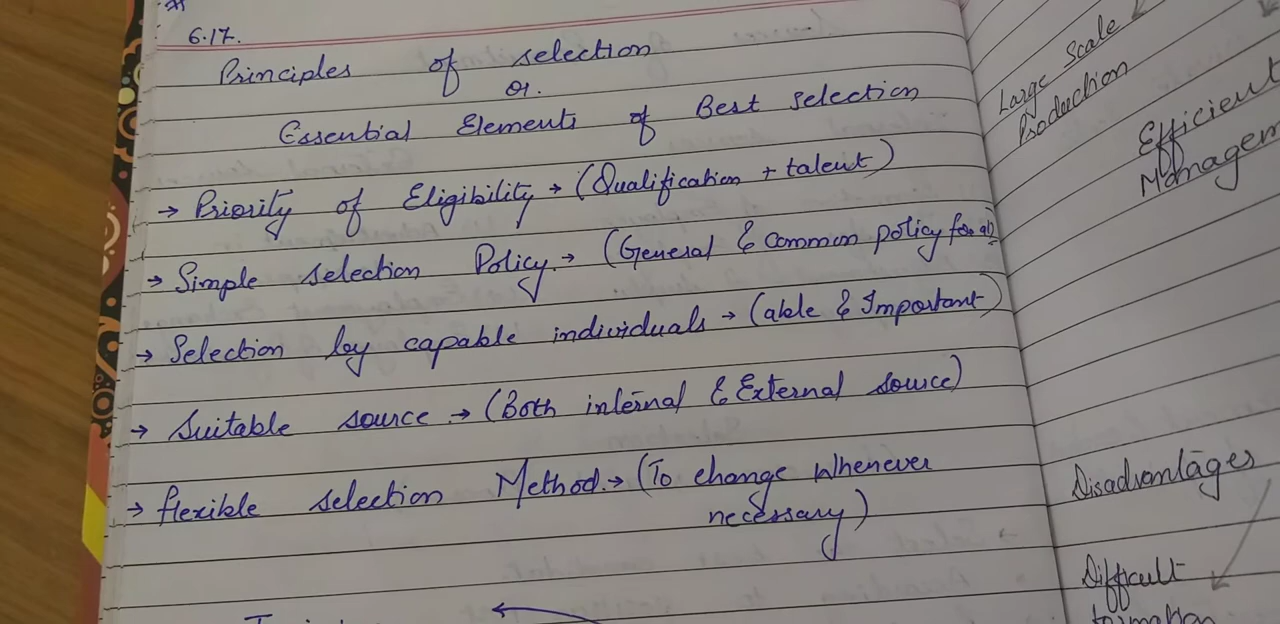 6.17.
Principles of selection
or.
Essential Elements of Best selection
→ Priority of Eligibility → (Qualification + talent)
→ Simple selection Policy → (General & Common policy for all)
→ Selection by capable individuals → (able & Important)
→ Suitable source → (Both internal & External source)
→ flexible selection Method → (To change whenever
necessary)
Large Scale
Production
Efficient
Managem
Disadvantages
Difficult